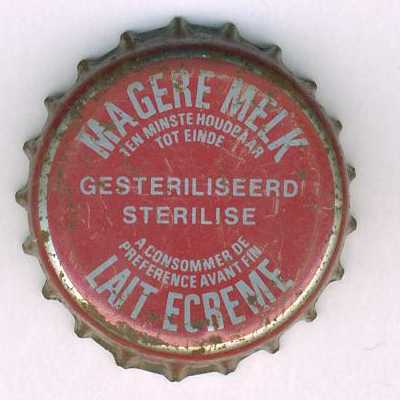 MAGERE MELK
TEN MINSTE HOUDBAAR
TOT EINDE
GESTERILISEERD
STERILISE
A CONSOMMER DE
PREFERENCE AVANT FIN
LAIT ECREME